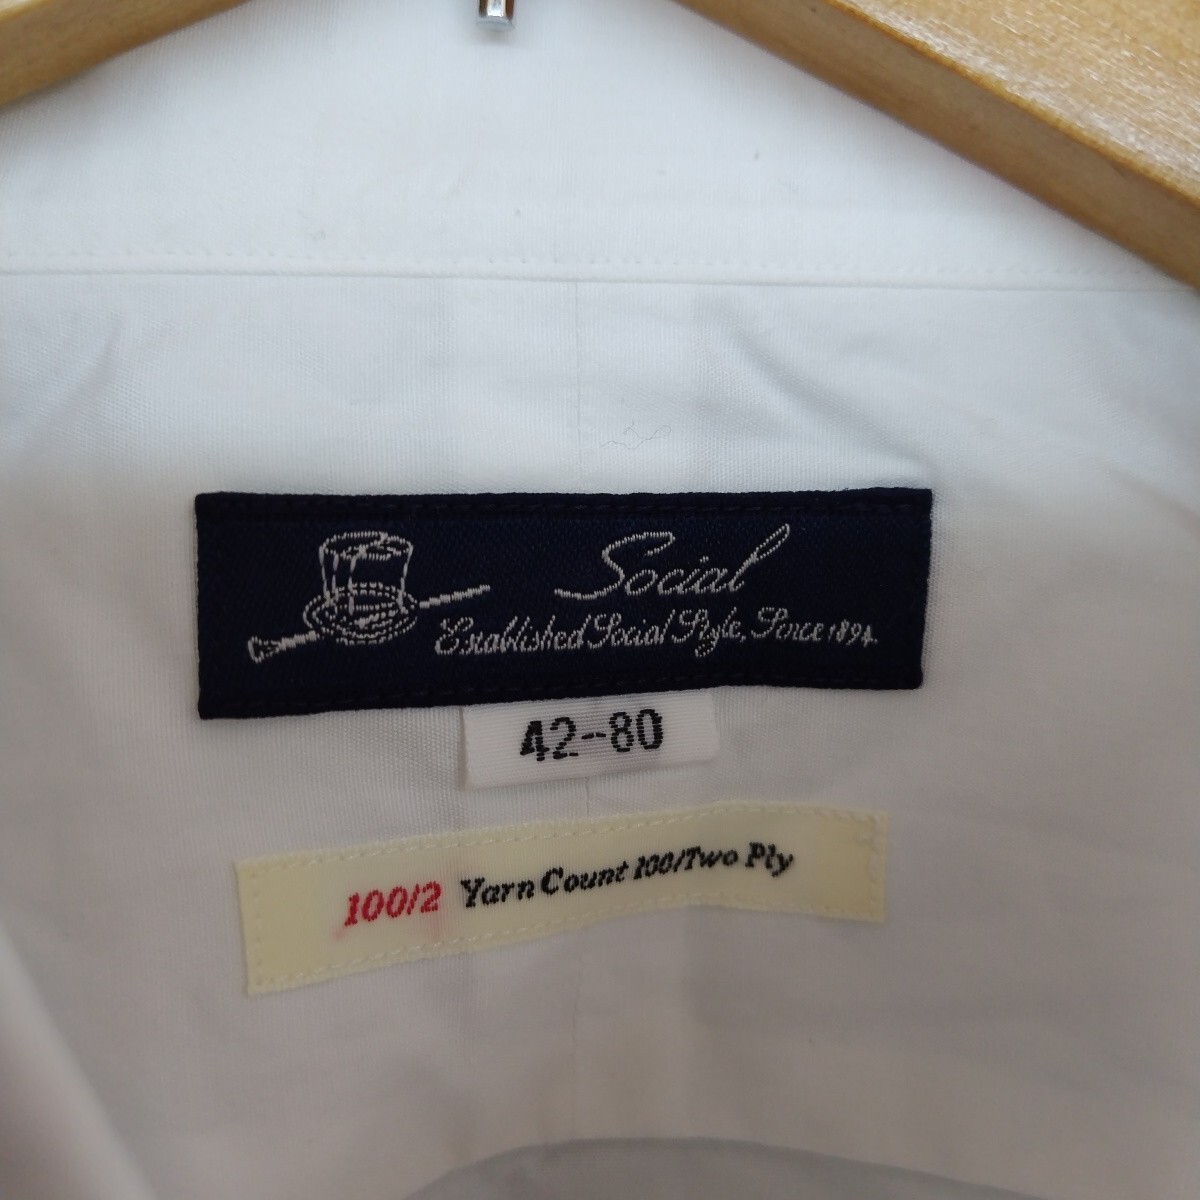 Social
Established Social Style, Since 1894
42-80
100/2 Yarn Count 100/Two Ply